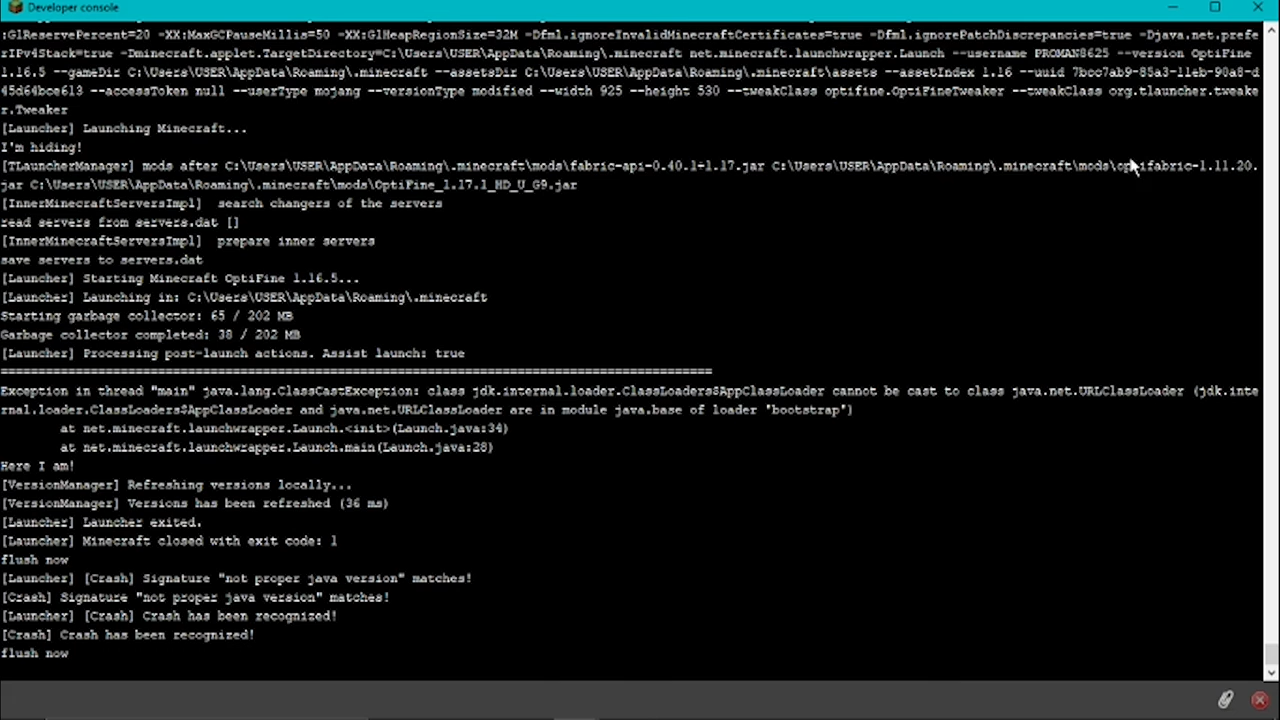 Developer console
:G1ReservePercent=20 -XX:MaxGCPauseMillis=50 -XX:G1HeapRegionSize=32M -Dfml.ignoreInvalidMinecraftCertificates=true -Dfml.ignorePatchDiscrepancies=true -Djava.net.prefe
rIPv4Stack=true -Dminecraft.applet.TargetDirectory=C:\Users\USER\AppData\Roaming\.minecraft net.minecraft.launchwrapper.Launch --username PROMAN8625 --version OptiFine
1.16.5 --gameDir C:\Users\USER\AppData\Roaming\.minecraft --assetsDir C:\Users\USER\AppData\Roaming\.minecraft\assets --assetIndex 1.16 --uuid 7bcc7ab9-85a3-11eb-90a8-d
45d64bce613 --accessToken null --userType mojang --versionType modified --width 925 --height 530 --tweakClass optifine.OptiFineTweaker --tweakClass org.tlauncher.tweake
r.Tweaker
[Launcher] Launching Minecraft...
I'm hiding!
[TLauncherManager] mods after C:\Users\USER\AppData\Roaming\.minecraft\mods\fabric-api-0.40.1+1.17.jar C:\Users\USER\AppData\Roaming\.minecraft\mods\optifabric-1.11.20.
jar C:\Users\USER\AppData\Roaming\.minecraft\mods\OptiFine_1.17.1_HD_U_G9.jar
[InnerMinecraftServersImpl]  search changers of the servers
read servers from servers.dat []
[InnerMinecraftServersImpl]  prepare inner servers
save servers to servers.dat
[Launcher] Starting Minecraft OptiFine 1.16.5...
[Launcher] Launching in: C:\Users\USER\AppData\Roaming\.minecraft
Starting garbage collector: 65 / 202 MB
Garbage collector completed: 38 / 202 MB
[Launcher] Processing post-launch actions. Assist launch: true
===============================================================================================
Exception in thread "main" java.lang.ClassCastException: class jdk.internal.loader.ClassLoaders$AppClassLoader cannot be cast to class java.net.URLClassLoader (jdk.inte
rnal.loader.ClassLoaders$AppClassLoader and java.net.URLClassLoader are in module java.base of loader 'bootstrap')
at net.minecraft.launchwrapper.Launch.<init>(Launch.java:34)
at net.minecraft.launchwrapper.Launch.main(Launch.java:28)
Here I am!
[VersionManager] Refreshing versions locally...
[VersionManager] Versions has been refreshed (36 ms)
[Launcher] Launcher exited.
[Launcher] Minecraft closed with exit code: 1
flush now
[Launcher] [Crash] Signature "not proper java version" matches!
[Crash] Signature "not proper java version" matches!
[Launcher] [Crash] Crash has been recognized!
[Crash] Crash has been recognized!
flush now